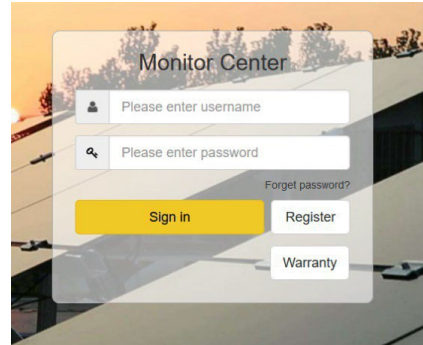 Monitor Center
Please enter username
Please enter password
Forget password?
Sign in
Register
Warranty